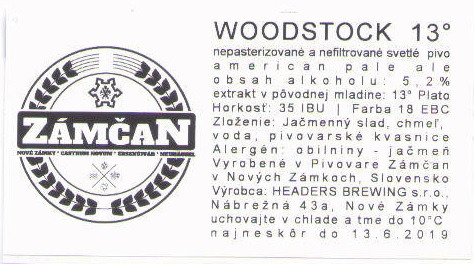 ZÁMČAN
NOVÉ ZÁMKY - CASTRUM NOVUM - ÉRSEKÚJVÁR - NEUHÄUSEL
WOODSTOCK 13°
nepasterizované a nefiltrované svetlé pivo
american pale ale
obsah alkoholu: 5,2%
extrakt v pôvodnej mladine: 13° Plato
Horkosť: 35 IBU | Farba 18 EBC
Zloženie: Jačmenný slad, chmeľ,
voda, pivovarské kvasnice
Alergén: obilniny - jačmeň
Vyrobené v Pivovare Zámčan
v Nových Zámkoch, Slovensko
Výrobca: HEADERS BREWING s.r.o.,
Nábrežná 43a, Nové Zámky
uchovajte v chlade a tme do 10°C
najneskôr do 13.6.2019